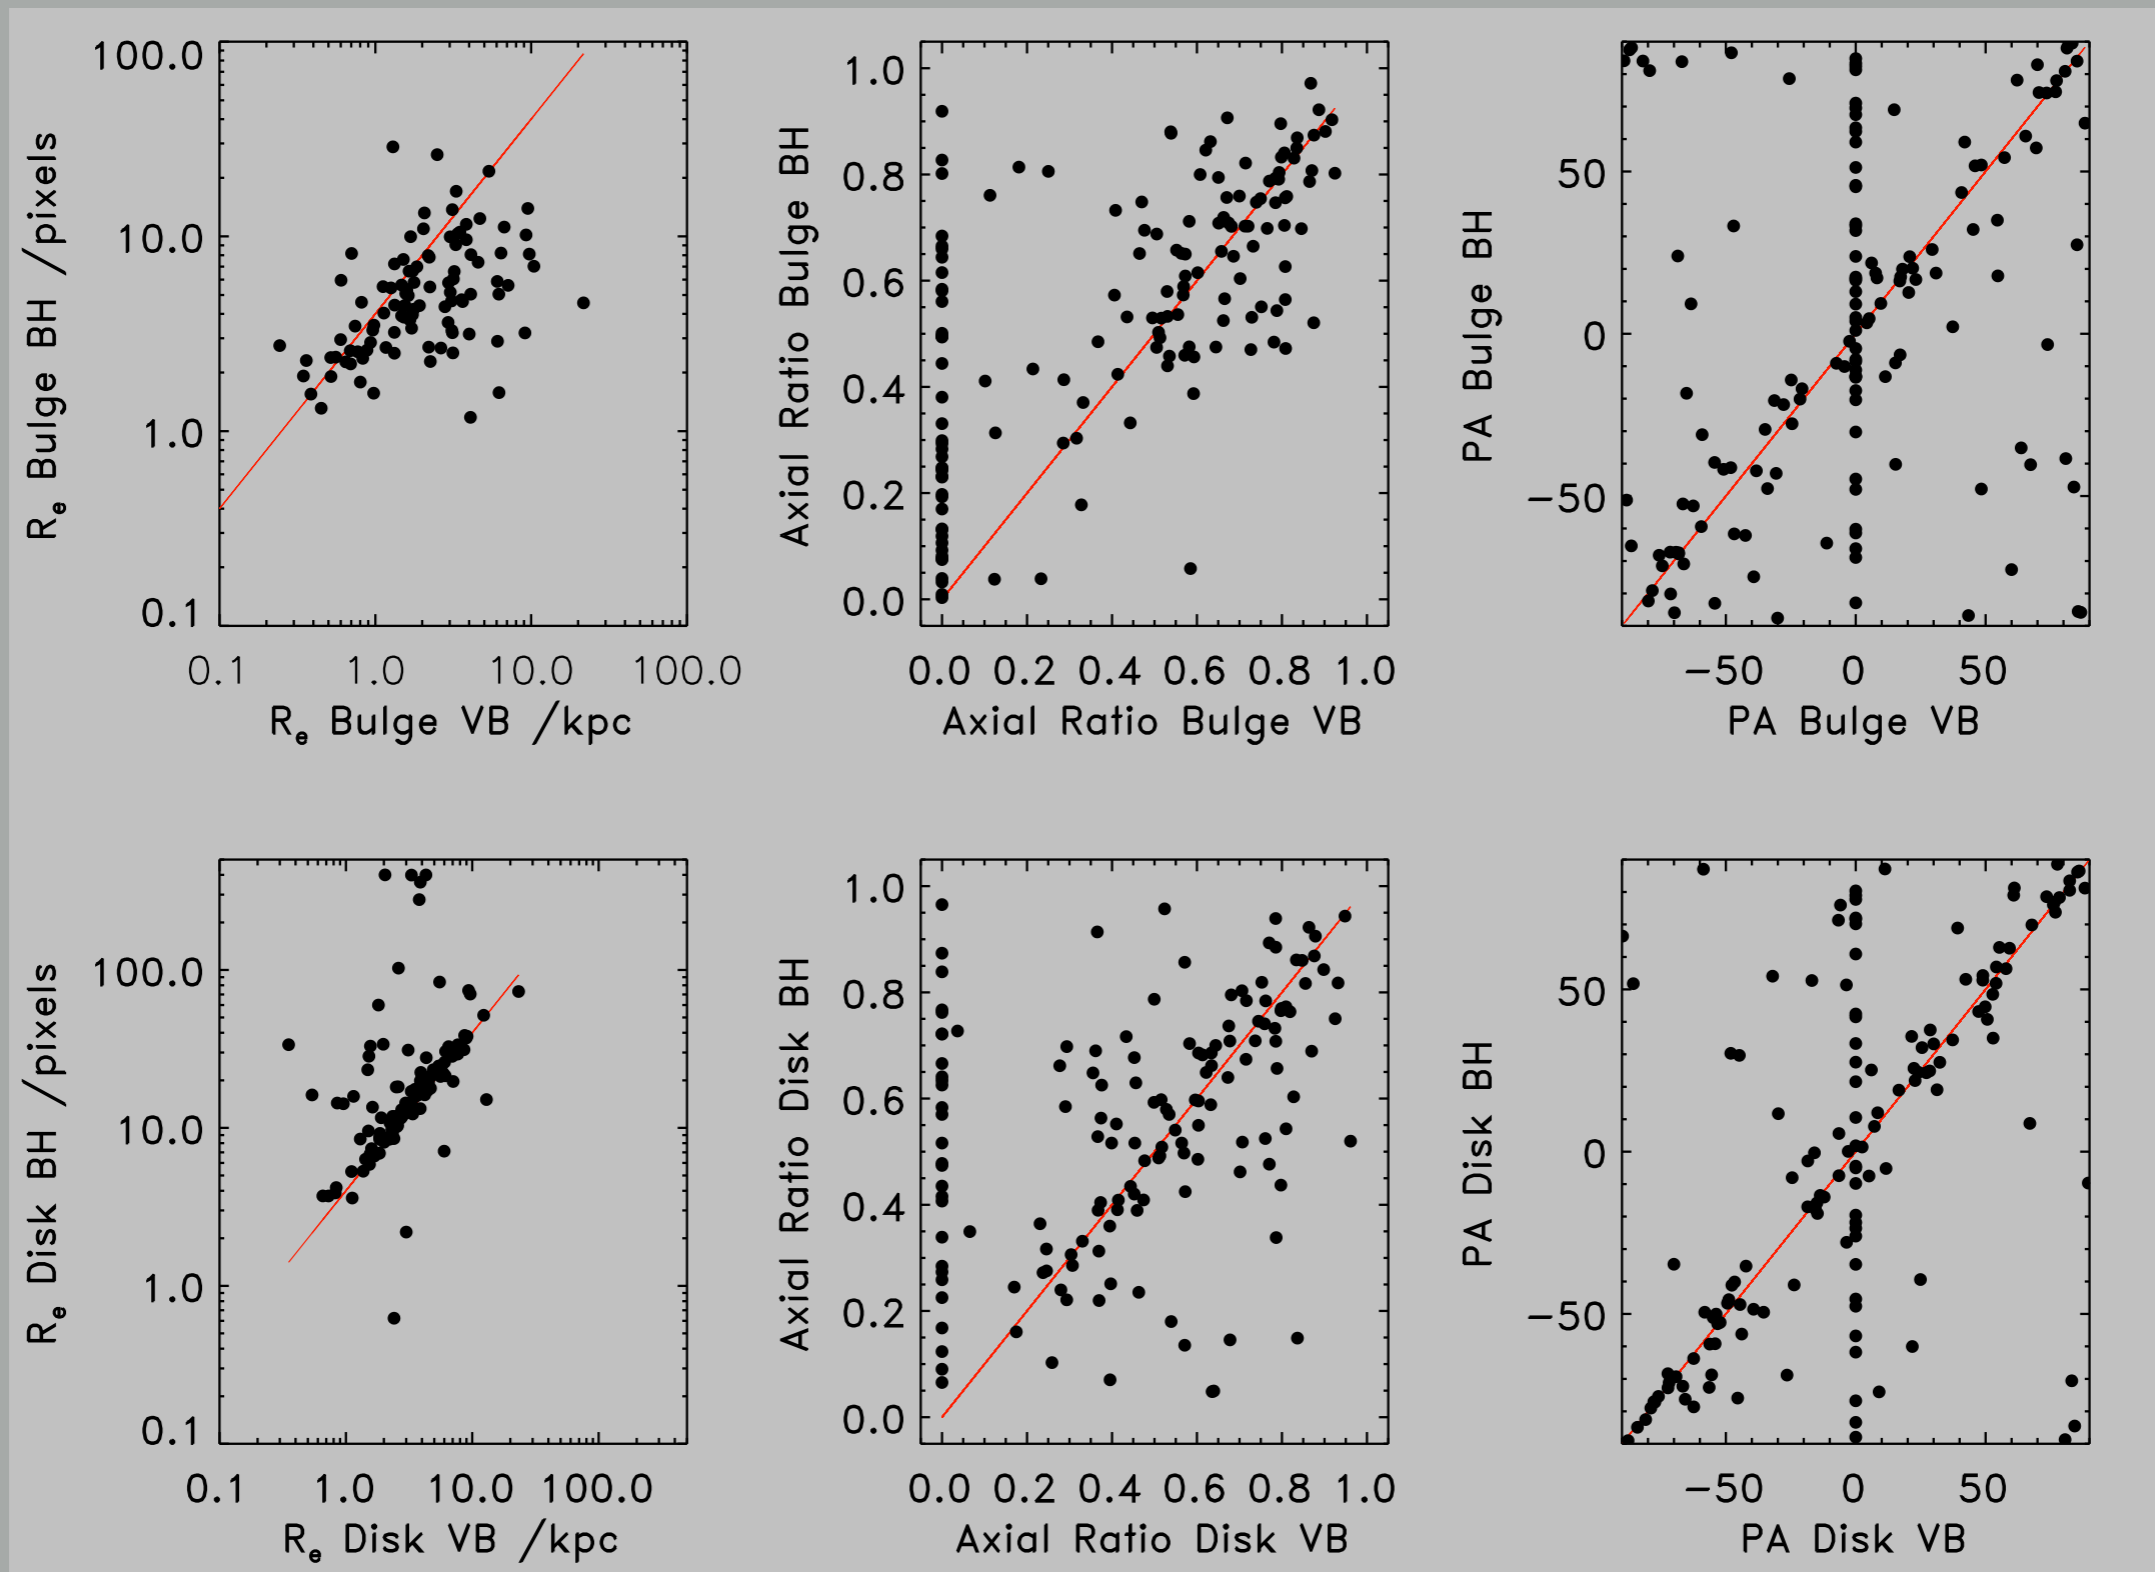 R_e Bulge BH /pixels
100.0
10.0
1.0
0.1
0.1 1.0 10.0 100.0
R_e Bulge VB /kpc
Axial Ratio Bulge BH
1.0
0.8
0.6
0.4
0.2
0.0
0.0 0.2 0.4 0.6 0.8 1.0
Axial Ratio Bulge VB
PA Bulge BH
50
0
−50
−50 0 50
PA Bulge VB
R_e Disk BH /pixels
100.0
10.0
1.0
0.1
0.1 1.0 10.0 100.0
R_e Disk VB /kpc
Axial Ratio Disk BH
1.0
0.8
0.6
0.4
0.2
0.0
0.0 0.2 0.4 0.6 0.8 1.0
Axial Ratio Disk VB
PA Disk BH
50
0
−50
−50 0 50
PA Disk VB